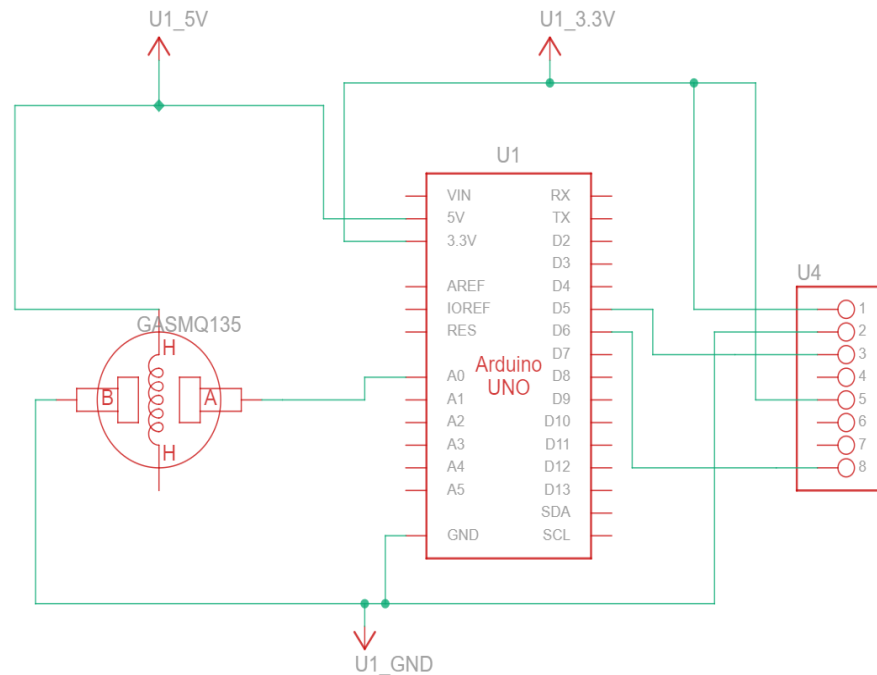 U1_5V
U1_3.3V
U1
VIN
5V
3.3V
AREF
IOREF
RES
A0
A1
A2
A3
A4
A5
GND
RX
TX
D2
D3
D4
D5
D6
D7
D8
D9
D10
D11
D12
D13
SDA
SCL
Arduino
UNO
GASMQ135
H
B
A
H
U4
1
2
3
4
5
6
7
8
U1_GND